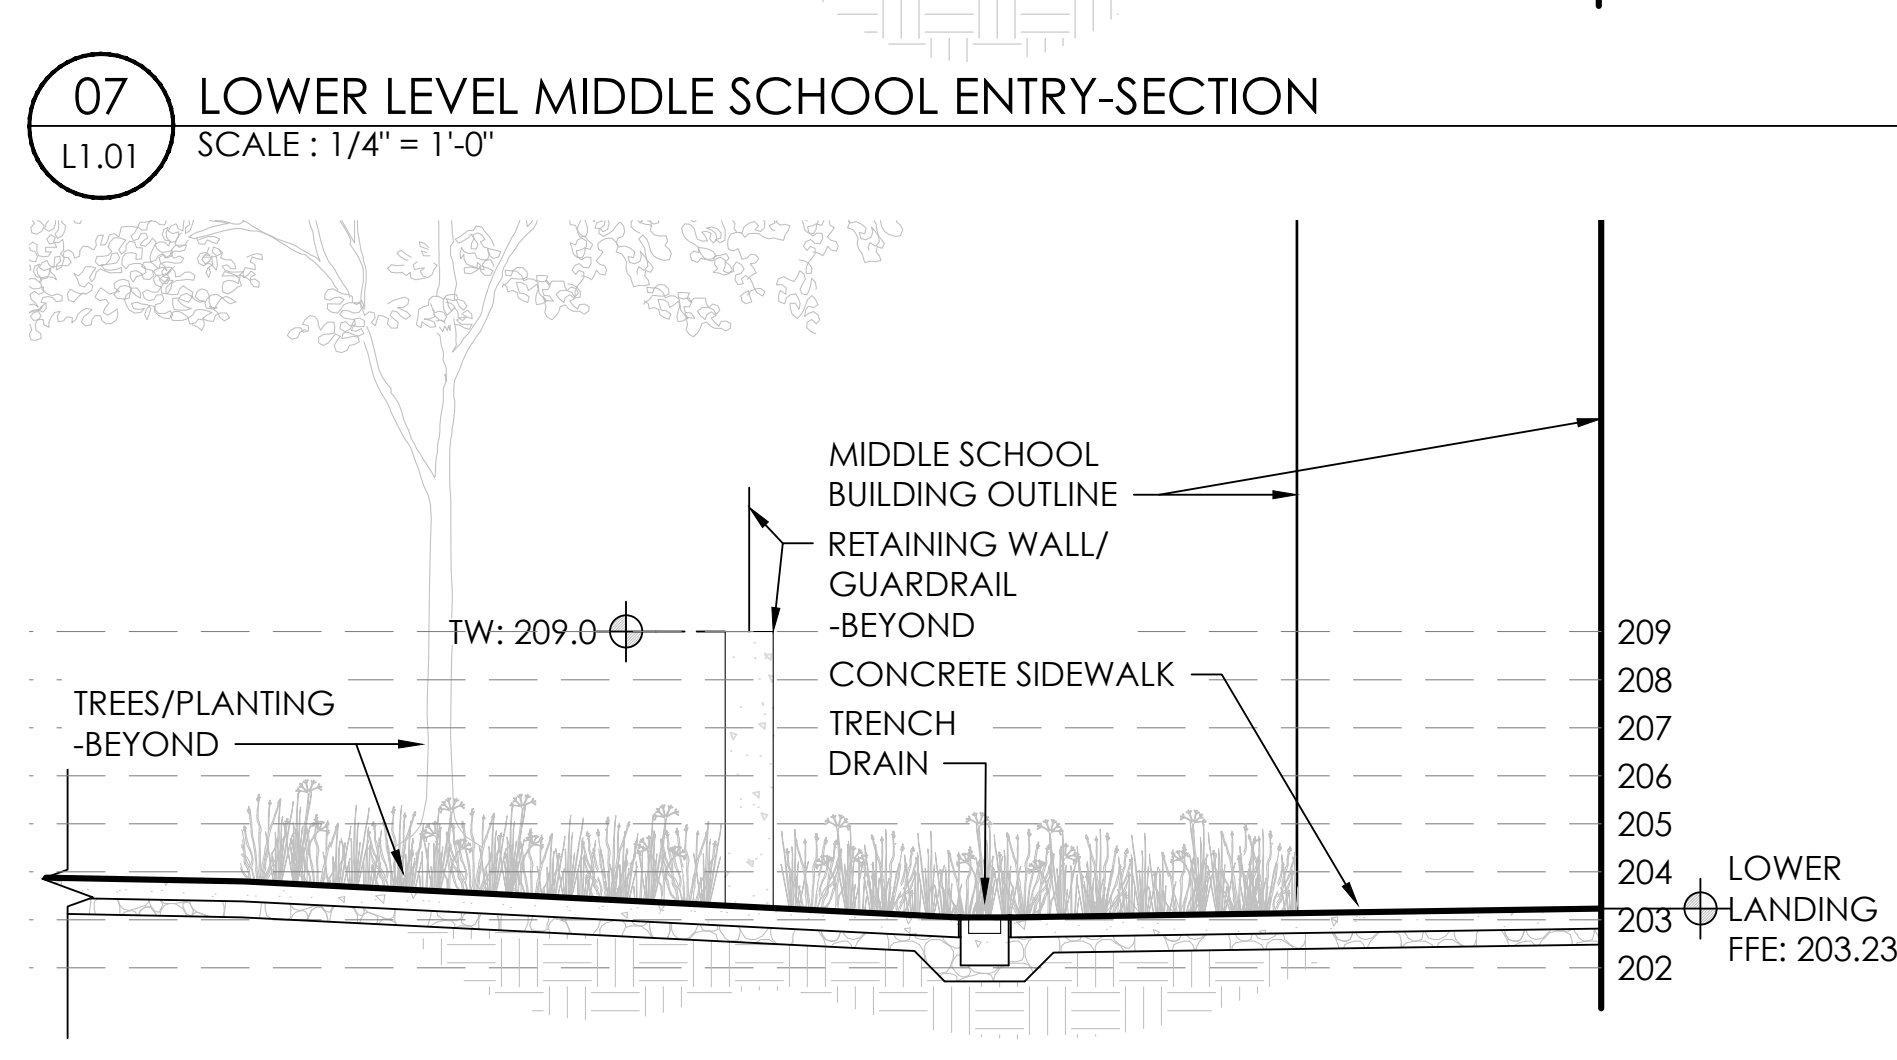 07
L1.01
LOWER LEVEL MIDDLE SCHOOL ENTRY-SECTION
SCALE : 1/4" = 1'-0"
MIDDLE SCHOOL
BUILDING OUTLINE
RETAINING WALL/
GUARDRAIL
-BEYOND
TW: 209.0
CONCRETE SIDEWALK
TREES/PLANTING
-BEYOND
TRENCH
DRAIN
209
208
207
206
205
204
203
202
LOWER
LANDING
FFE: 203.23